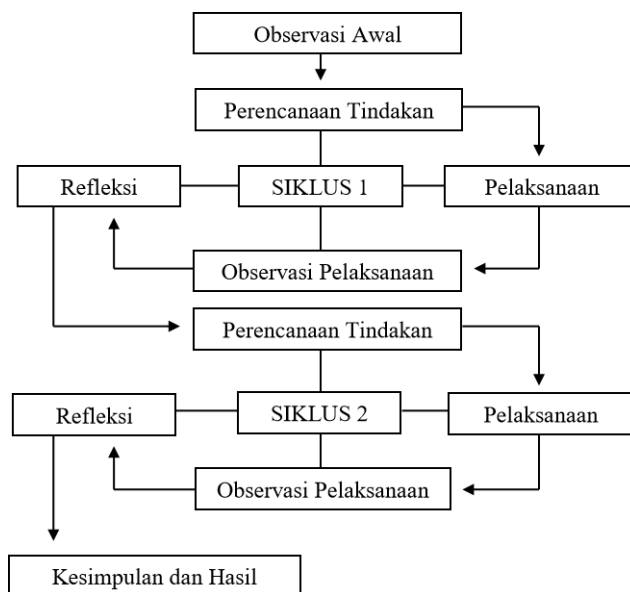 Observasi Awal
Perencanaan Tindakan
Refleksi
SIKLUS 1
Pelaksanaan
Observasi Pelaksanaan
Perencanaan Tindakan
Refleksi
SIKLUS 2
Pelaksanaan
Observasi Pelaksanaan
Kesimpulan dan Hasil